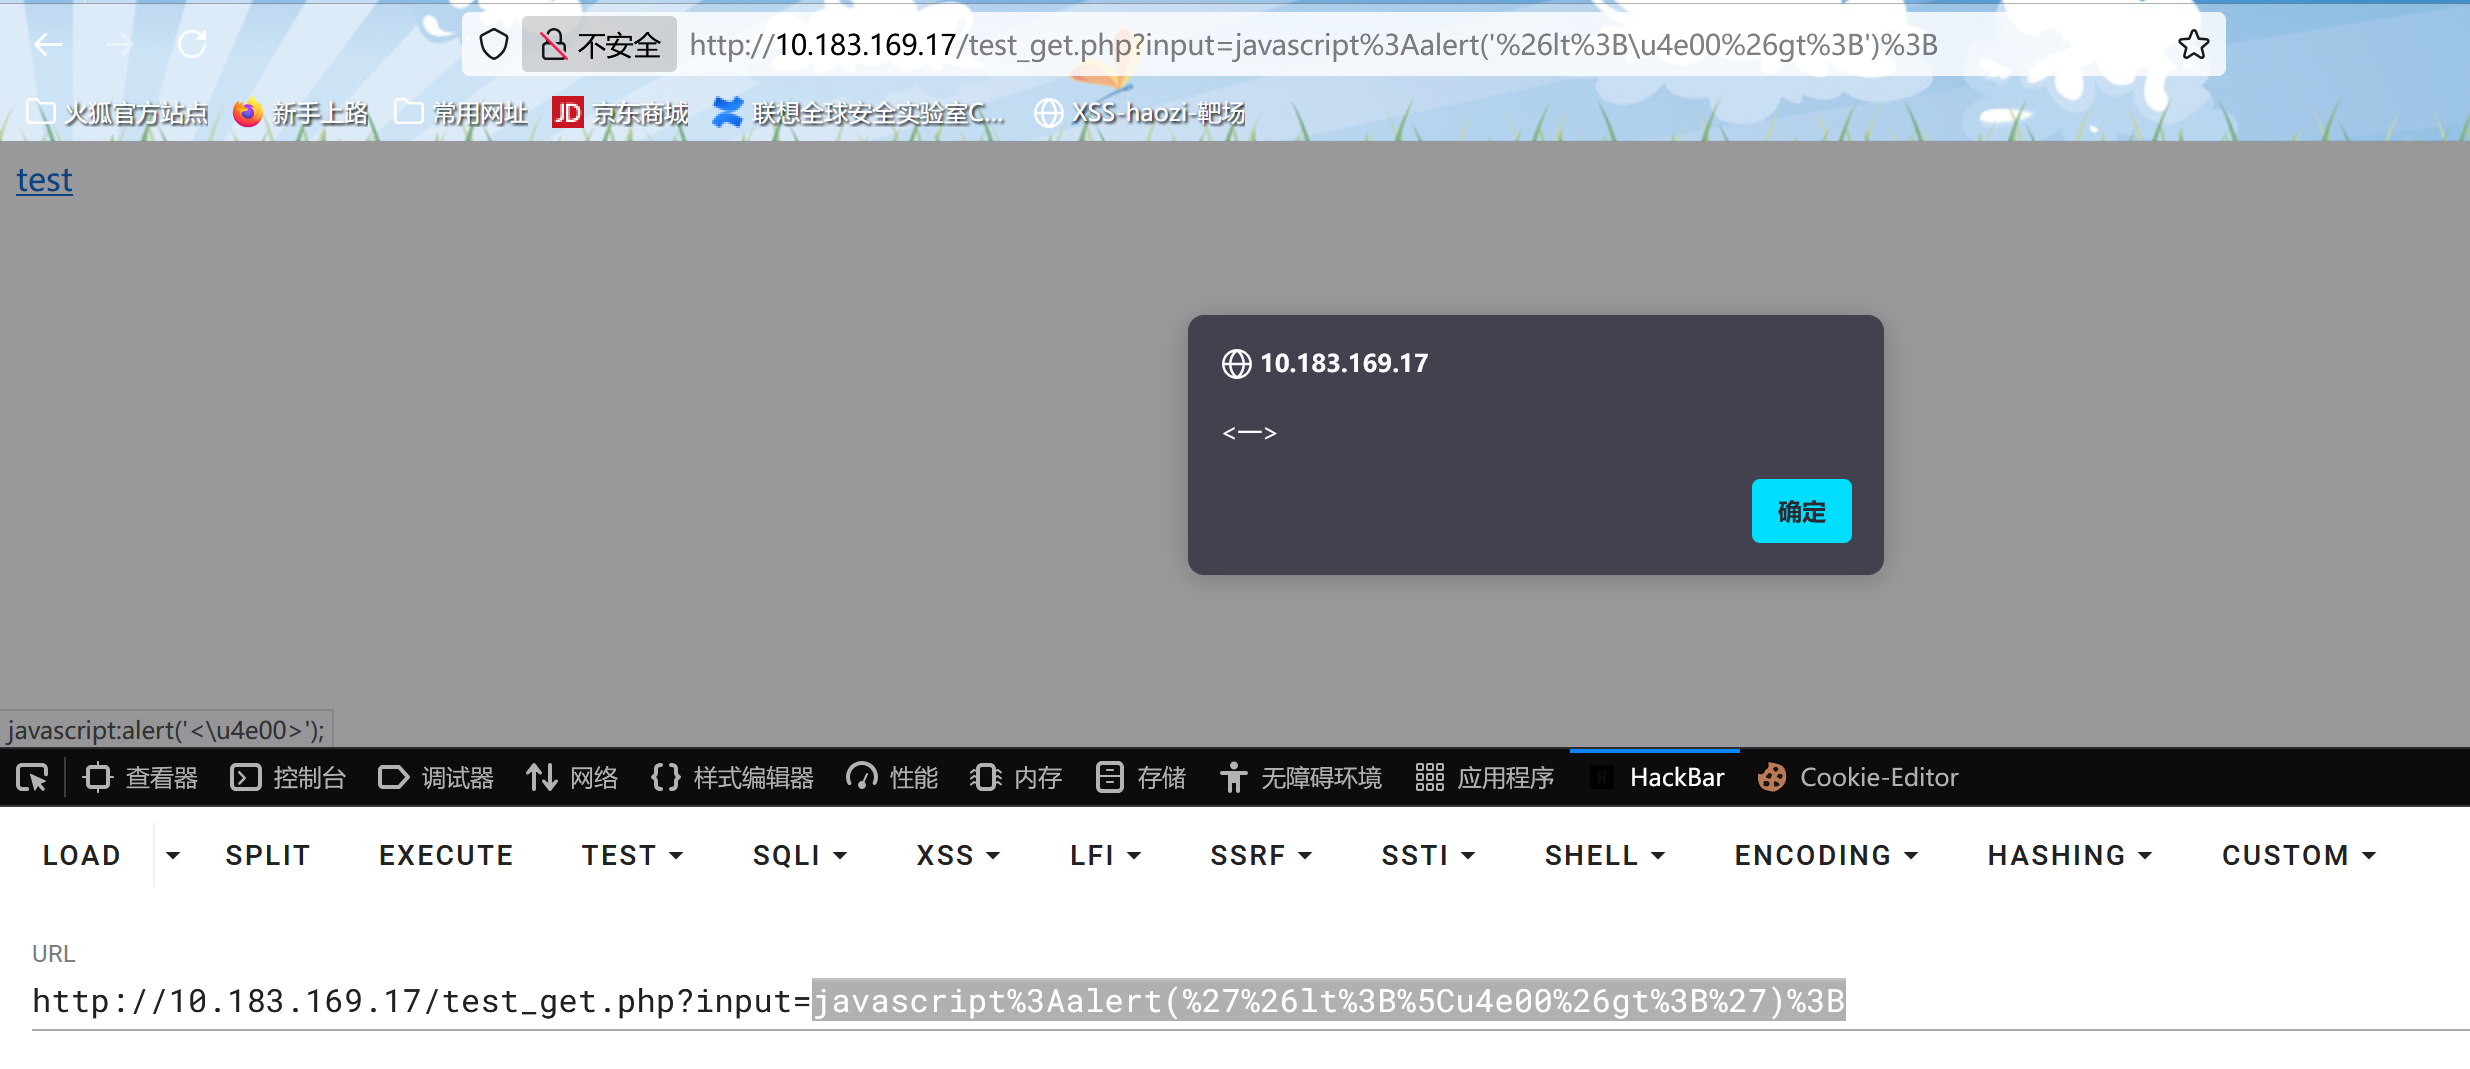 不安全 http://10.183.169.17/test_get.php?input=javascript%3Aalert('%26lt%3B\u4e00%26gt%3B')%3B
火狐官方站点 新手上路 常用网址 JD 京东商城 联想全球安全实验室C... XSS-haozi-靶场
test
10.183.169.17
<一>
确定
javascript:alert('<\u4e00>');
查看器 控制台 调试器 网络 样式编辑器 性能 内存 存储 无障碍环境 应用程序 H HackBar Cookie-Editor
LOAD SPLIT EXECUTE TEST SQLI XSS LFI SSRF SSTI SHELL ENCODING HASHING CUSTOM
URL
http://10.183.169.17/test_get.php?input=javascript%3Aalert(%27%26lt%3B%5Cu4e00%26gt%3B%27)%3B